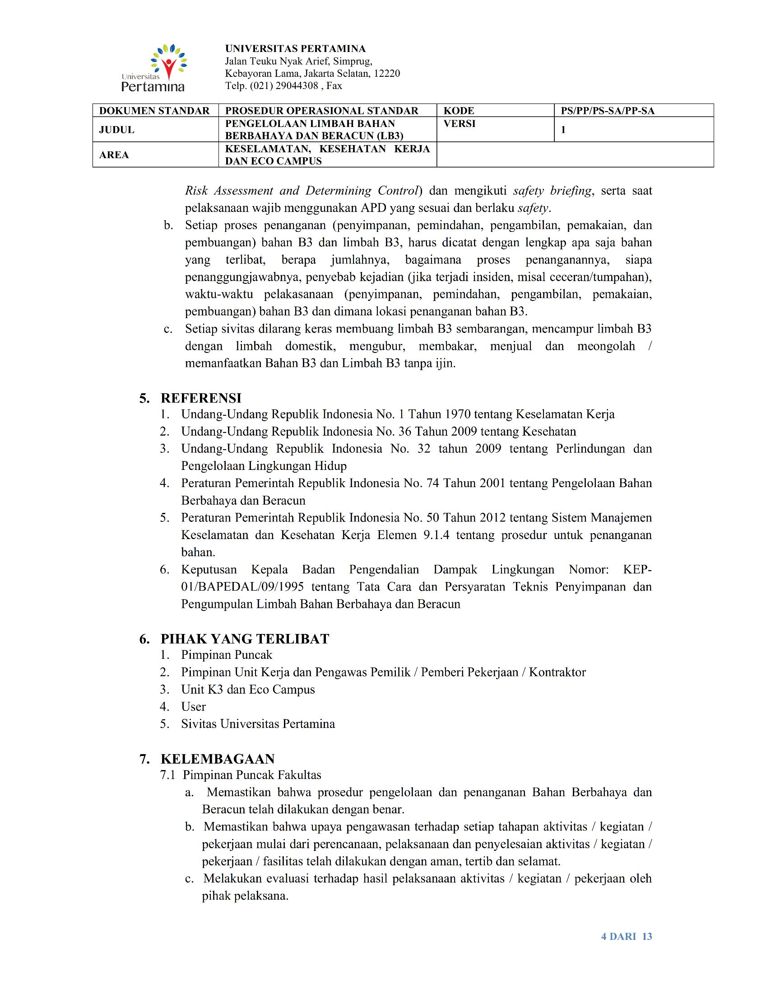 Universitas
Pertamina
UNIVERSITAS PERTAMINA
Jalan Teuku Nyak Arief, Simprug,
Kebayoran Lama, Jakarta Selatan, 12220
Telp. (021) 29044308 , Fax
DOKUMEN STANDAR PROSEDUR OPERASIONAL STANDAR KODE PS/PP/PS-SA/PP-SA
JUDUL PENGELOLAAN LIMBAH BAHAN BERBAHAYA DAN BERACUN (LB3) VERSI 1
AREA KESELAMATAN, KESEHATAN KERJA DAN ECO CAMPUS
Risk Assessment and Determining Control) dan mengikuti safety briefing, serta saat
pelaksanaan wajib menggunakan APD yang sesuai dan berlaku safety.
b. Setiap proses penanganan (penyimpanan, pemindahan, pengambilan, pemakaian, dan
pembuangan) bahan B3 dan limbah B3, harus dicatat dengan lengkap apa saja bahan
yang terlibat, berapa jumlahnya, bagaimana proses penanganannya, siapa
penanggungjawabnya, penyebab kejadian (jika terjadi insiden, misal ceceran/tumpahan),
waktu-waktu pelakasanaan (penyimpanan, pemindahan, pengambilan, pemakaian,
pembuangan) bahan B3 dan dimana lokasi penanganan bahan B3.
c. Setiap sivitas dilarang keras membuang limbah B3 sembarangan, mencampur limbah B3
dengan limbah domestik, mengubur, membakar, menjual dan meongolah /
memanfaatkan Bahan B3 dan Limbah B3 tanpa ijin.
5. REFERENSI
1. Undang-Undang Republik Indonesia No. 1 Tahun 1970 tentang Keselamatan Kerja
2. Undang-Undang Republik Indonesia No. 36 Tahun 2009 tentang Kesehatan
3. Undang-Undang Republik Indonesia No. 32 tahun 2009 tentang Perlindungan dan
Pengelolaan Lingkungan Hidup
4. Peraturan Pemerintah Republik Indonesia No. 74 Tahun 2001 tentang Pengelolaan Bahan
Berbahaya dan Beracun
5. Peraturan Pemerintah Republik Indonesia No. 50 Tahun 2012 tentang Sistem Manajemen
Keselamatan dan Kesehatan Kerja Elemen 9.1.4 tentang prosedur untuk penanganan
bahan.
6. Keputusan Kepala Badan Pengendalian Dampak Lingkungan Nomor: KEP-
01/BAPEDAL/09/1995 tentang Tata Cara dan Persyaratan Teknis Penyimpanan dan
Pengumpulan Limbah Bahan Berbahaya dan Beracun
6. PIHAK YANG TERLIBAT
1. Pimpinan Puncak
2. Pimpinan Unit Kerja dan Pengawas Pemilik / Pemberi Pekerjaan / Kontraktor
3. Unit K3 dan Eco Campus
4. User
5. Sivitas Universitas Pertamina
7. KELEMBAGAAN
7.1 Pimpinan Puncak Fakultas
a. Memastikan bahwa prosedur pengelolaan dan penanganan Bahan Berbahaya dan
Beracun telah dilakukan dengan benar.
b. Memastikan bahwa upaya pengawasan terhadap setiap tahapan aktivitas / kegiatan /
pekerjaan mulai dari perencanaan, pelaksanaan dan penyelesaian aktivitas / kegiatan /
pekerjaan / fasilitas telah dilakukan dengan aman, tertib dan selamat.
c. Melakukan evaluasi terhadap hasil pelaksanaan aktivitas / kegiatan / pekerjaan oleh
pihak pelaksana.
4 DARI 13